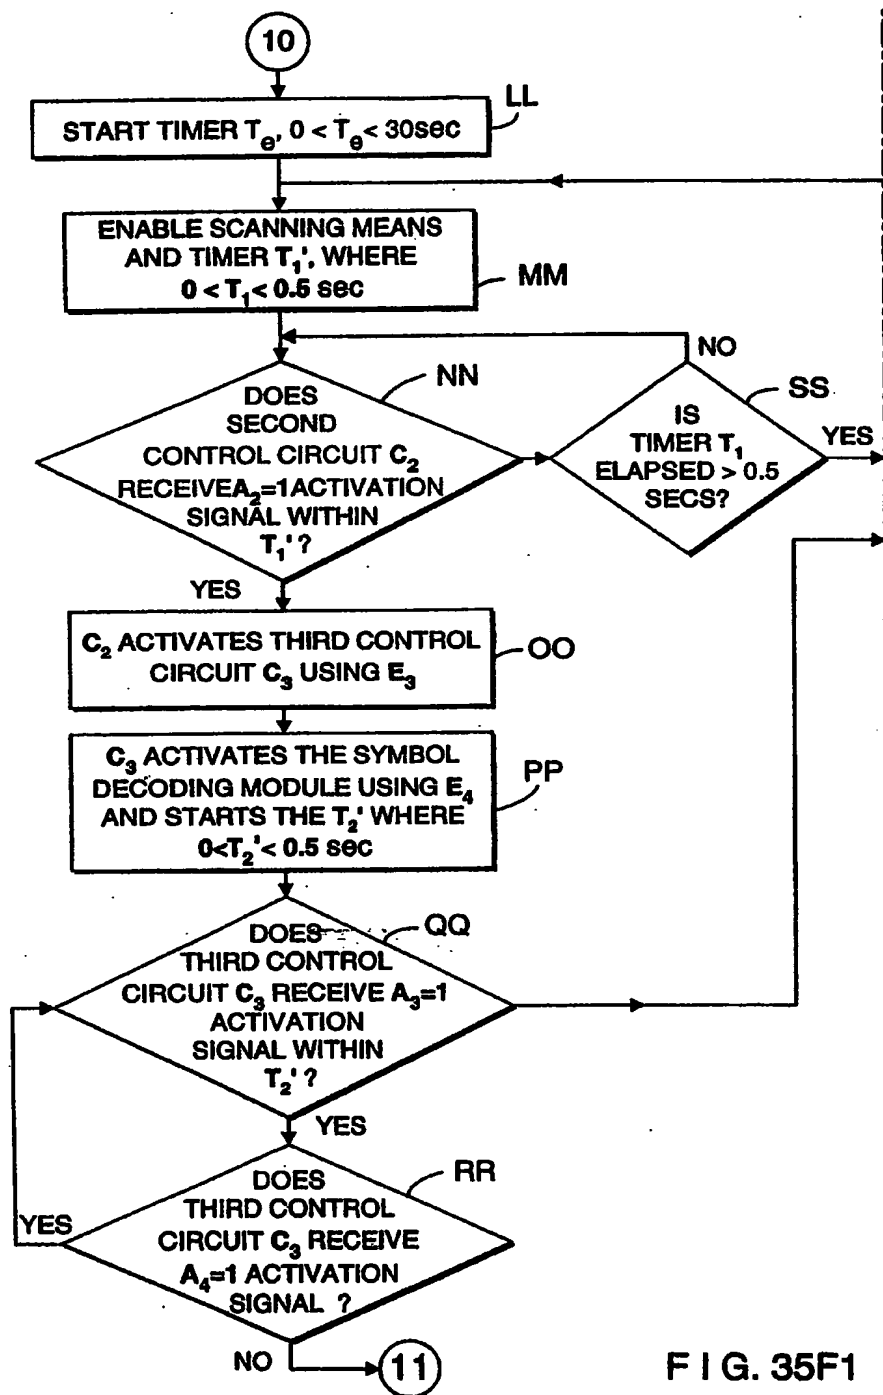 10
LL
START TIMER Te, 0 < Te < 30sec
ENABLE SCANNING MEANS
AND TIMER T1', WHERE
0 < T1 < 0.5 sec
MM
NO
NN
SS
DOES
SECOND
CONTROL CIRCUIT C2
RECEIVEA2=1ACTIVATION
SIGNAL WITHIN
T1' ?
IS
TIMER T1
ELAPSED > 0.5
SECS?
YES
YES
C2 ACTIVATES THIRD CONTROL
CIRCUIT C3 USING E3
OO
C3 ACTIVATES THE SYMBOL
DECODING MODULE USING E4
AND STARTS THE T2' WHERE
0<T2'< 0.5 sec
PP
QQ
DOES
THIRD CONTROL
CIRCUIT C3 RECEIVE A3=1
ACTIVATION
SIGNAL WITHIN
T2' ?
YES
RR
DOES
THIRD CONTROL
CIRCUIT C3 RECEIVE
A4=1 ACTIVATION
SIGNAL ?
YES
NO
11
F I G. 35F1